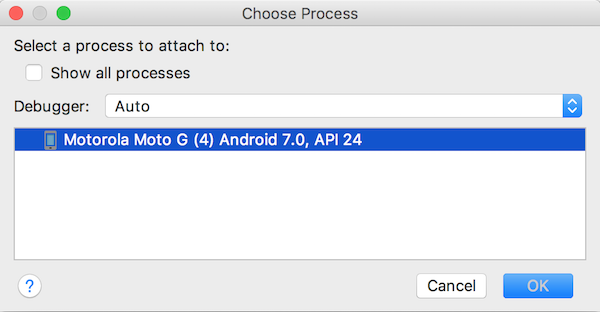 Choose Process
Select a process to attach to:
Show all processes
Debugger: Auto
Motorola Moto G (4) Android 7.0, API 24
? Cancel OK